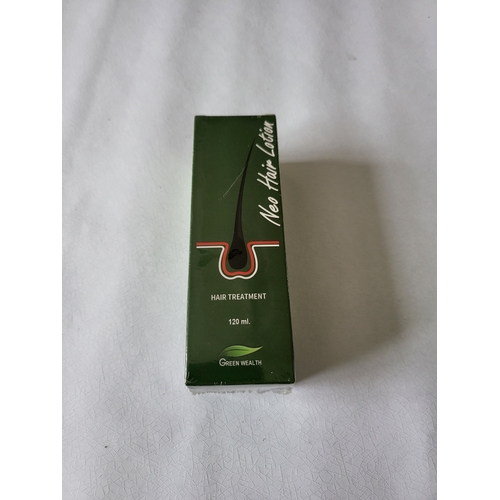 Neo Hair Lotion
HAIR TREATMENT
120 ml.
GREEN WEALTH